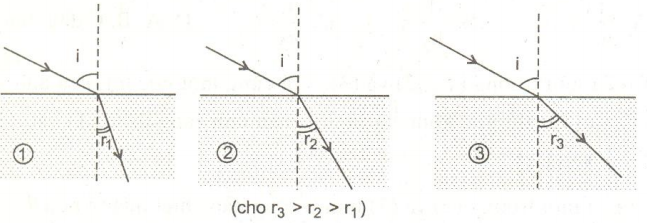 i i i
r₁ r₂ r₃
① ② ③
(cho r₃ > r₂ > r₁)